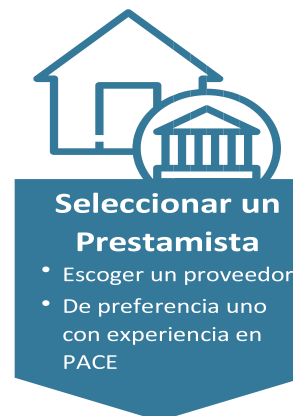 Seleccionar un
Prestamista
• Escoger un proveedor
• De preferencia uno
con experiencia en
PACE